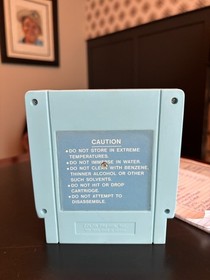 CAUTION
•DO NOT STORE IN EXTREME
TEMPERATURES.
•DO NOT IMMERSE IN WATER.
•DO NOT CLEAN WITH BENZENE,
THINNER ALCOHOL OR OTHER
SUCH SOLVENTS.
•DO NOT HIT OR DROP
CARTRIDGE.
•DO NOT ATTEMPT TO
DISASSEMBLE.